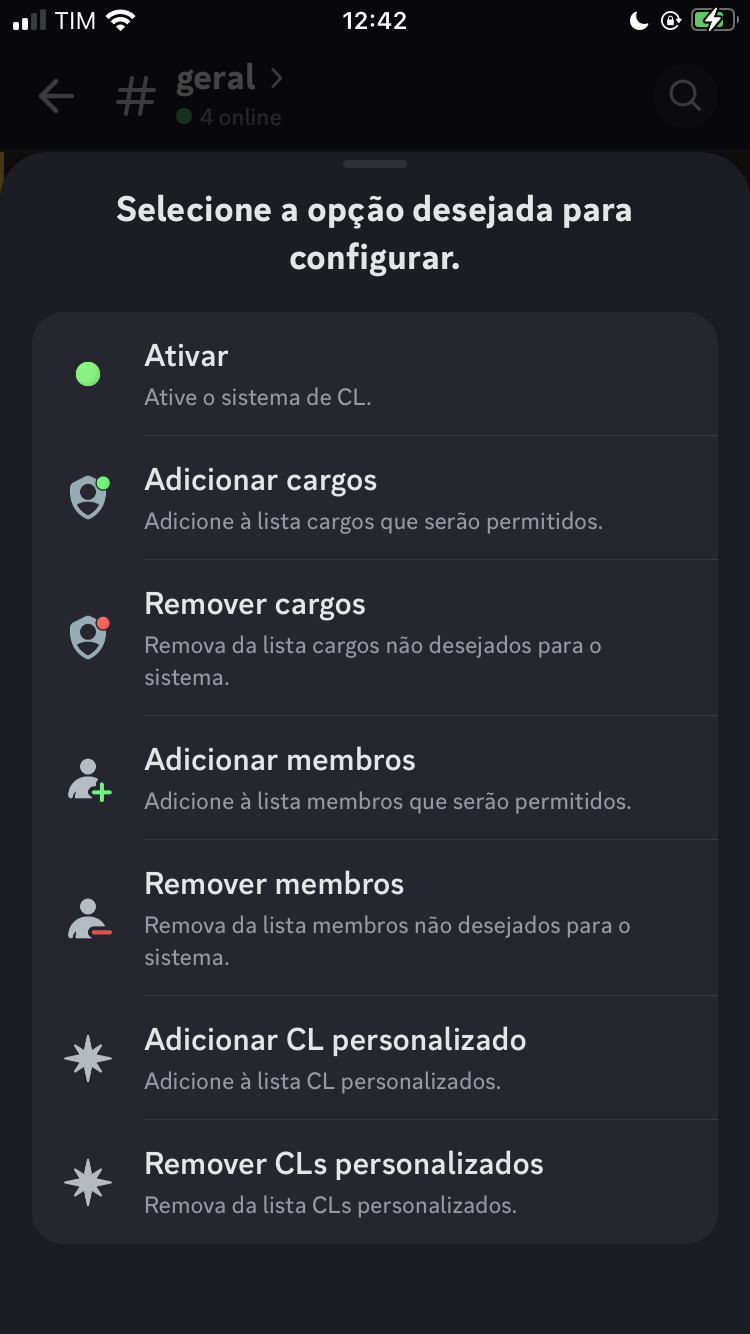 TIM 12:42
# geral >
4 online
Selecione a opção desejada para
configurar.
Ativar
Ative o sistema de CL.
Adicionar cargos
Adicione à lista cargos que serão permitidos.
Remover cargos
Remova da lista cargos não desejados para o
sistema.
Adicionar membros
Adicione à lista membros que serão permitidos.
Remover membros
Remova da lista membros não desejados para o
sistema.
Adicionar CL personalizado
Adicione à lista CL personalizados.
Remover CLs personalizados
Remova da lista CLs personalizados.